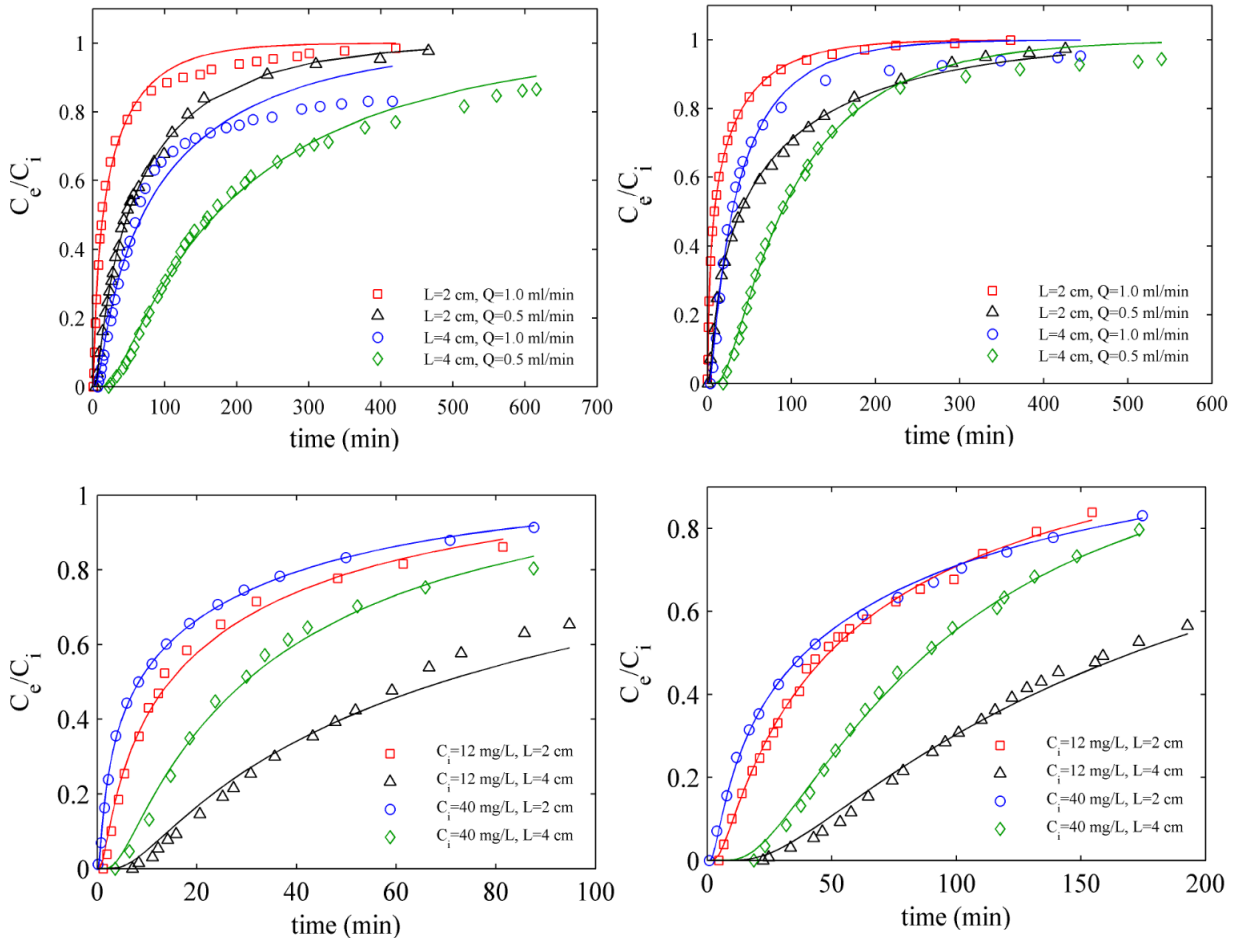 1
0.8
0.6
0.4
0.2
0
C_e/C_i
0 100 200 300 400 500 600 700
time (min)
L=2 cm, Q=1.0 ml/min
L=2 cm, Q=0.5 ml/min
L=4 cm, Q=1.0 ml/min
L=4 cm, Q=0.5 ml/min
1
0.8
0.6
0.4
0.2
0
C_e/C_i
0 100 200 300 400 500 600
time (min)
L=2 cm, Q=1.0 ml/min
L=2 cm, Q=0.5 ml/min
L=4 cm, Q=1.0 ml/min
L=4 cm, Q=0.5 ml/min
1
0.8
0.6
0.4
0.2
0
C_e/C_i
0 20 40 60 80 100
time (min)
C_i=12 mg/L, L=2 cm
C_i=12 mg/L, L=4 cm
C_i=40 mg/L, L=2 cm
C_i=40 mg/L, L=4 cm
0.8
0.6
0.4
0.2
0
C_e/C_i
0 50 100 150 200
time (min)
C_i=12 mg/L, L=2 cm
C_i=12 mg/L, L=4 cm
C_i=40 mg/L, L=2 cm
C_i=40 mg/L, L=4 cm